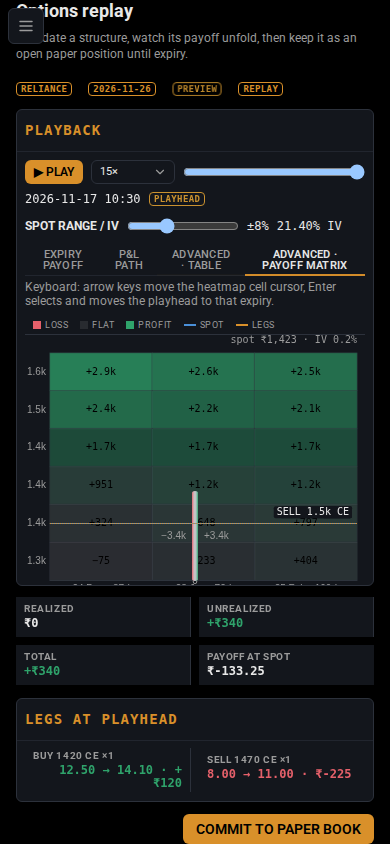 Options replay
date a structure, watch its payoff unfold, then keep it as an
open paper position until expiry.
RELIANCE 2026-11-26 PREVIEW REPLAY
PLAYBACK
▶ PLAY 15×
2026-11-17 10:30 PLAYHEAD
SPOT RANGE / IV ±8% 21.40% IV
EXPIRY PAYOFF
P&L PATH
ADVANCED · TABLE
ADVANCED · PAYOFF MATRIX
Keyboard: arrow keys move the heatmap cell cursor, Enter
selects and moves the playhead to that expiry.
LOSS FLAT PROFIT SPOT LEGS
spot ₹1,423 · IV 0.2%
1.6k +2.9k +2.6k +2.5k
1.5k +2.4k +2.2k +2.1k
1.4k +1.7k +1.7k +1.7k
1.4k +951 +1.2k +1.2k
SELL 1.5k CE
1.4k
−3.4k +3.4k
1.3k −75 233 +404
REALIZED
₹0
UNREALIZED
+₹340
TOTAL
+₹340
PAYOFF AT SPOT
₹-133.25
LEGS AT PLAYHEAD
BUY 1420 CE ×1
12.50 → 14.10 · +
₹120
SELL 1470 CE ×1
8.00 → 11.00 · ₹-225
COMMIT TO PAPER BOOK